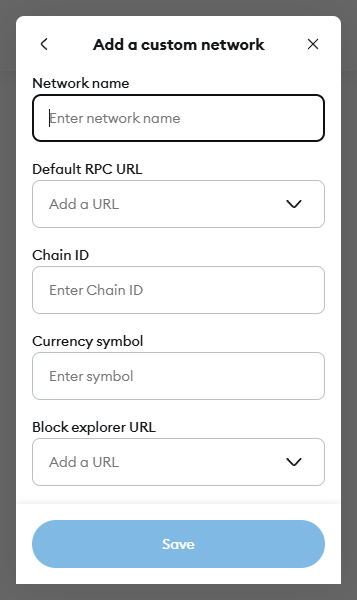 Add a custom network
Network name
Enter network name
Default RPC URL
Add a URL
Chain ID
Enter Chain ID
Currency symbol
Enter symbol
Block explorer URL
Add a URL
Save